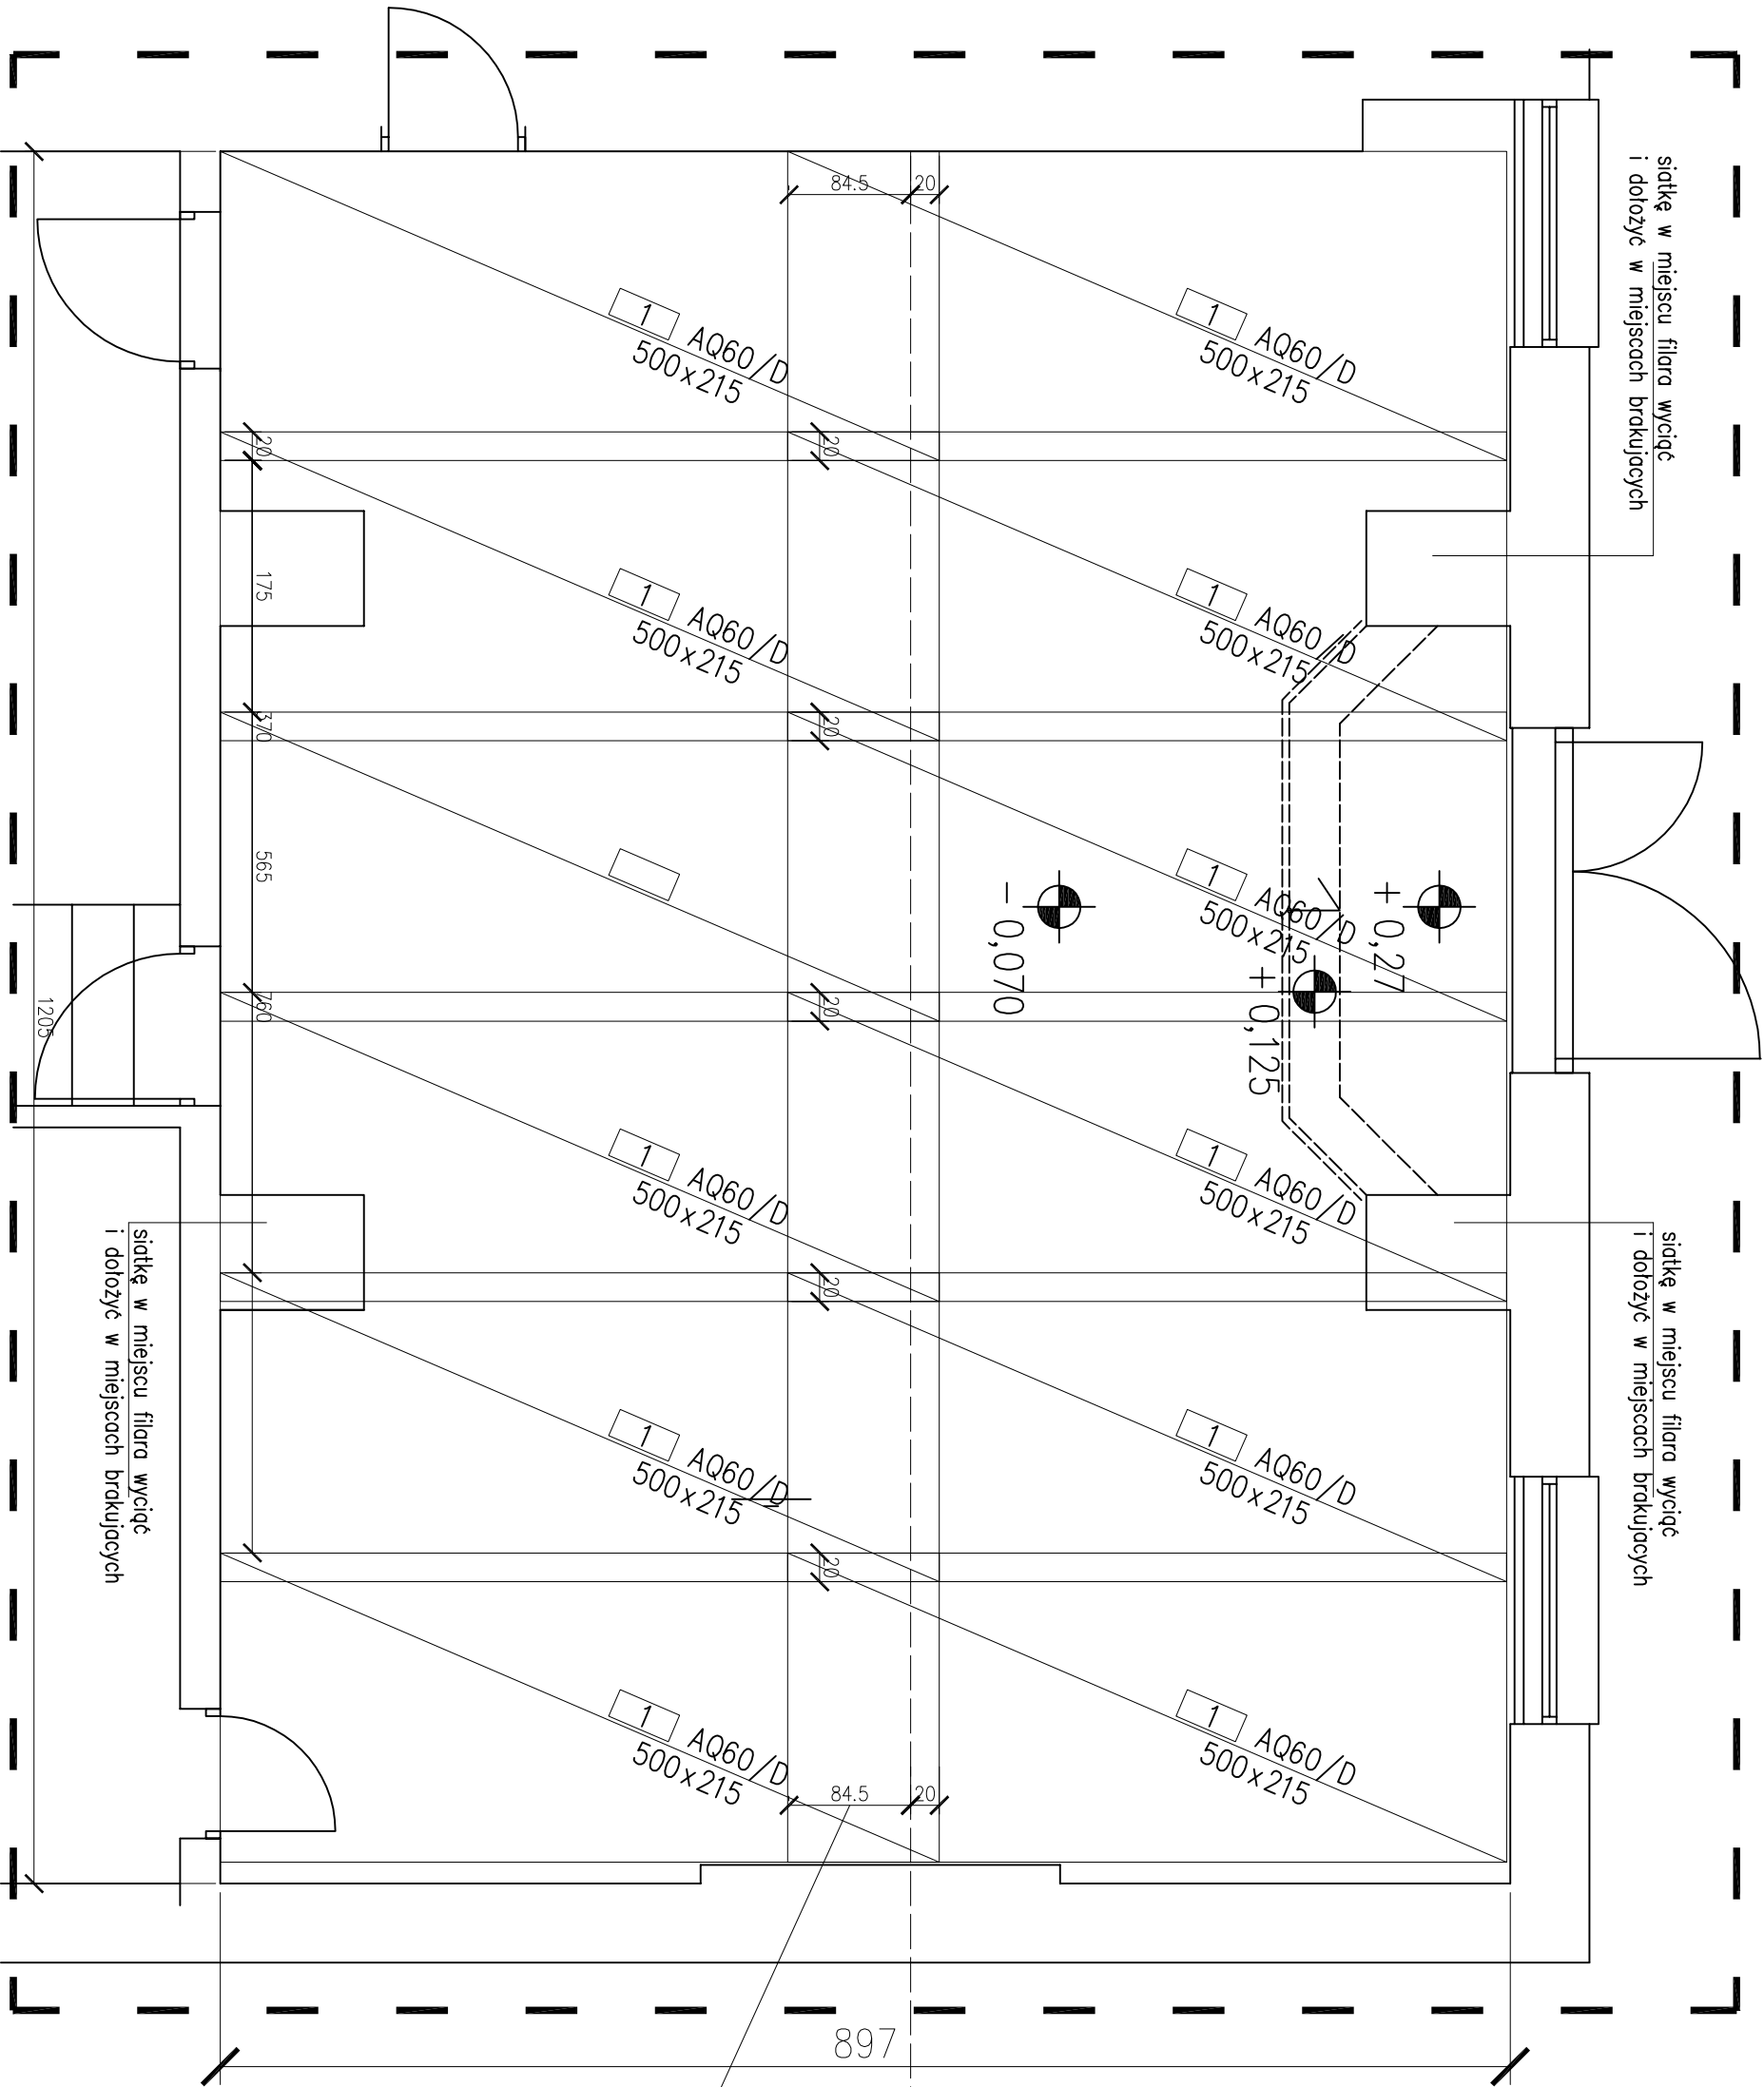 siatkę w miejscu filara wyciąć
i dołożyć w miejscach brakujacych
84.5
20
1 AQ60/D
500x215
1 AQ60/D
500x215
20
20
1 AQ60/D
500x215
1 AQ60/D
500x215
175
370
20
1 AQ60/D
500x215
565
+ 0,27
+ 0,125
- 0,070
760
20
1205
1 AQ60/D
500x215
1 AQ60/D
500x215
siatkę w miejscu filara wyciąć
i dołożyć w miejscach brakujacych
siatkę w miejscu filara wyciąć
i dołożyć w miejscach brakujacych
20
1 AQ60/D
500x215
1 AQ60/D
500x215
20
1 AQ60/D
500x215
1 AQ60/D
500x215
84.5
20
897